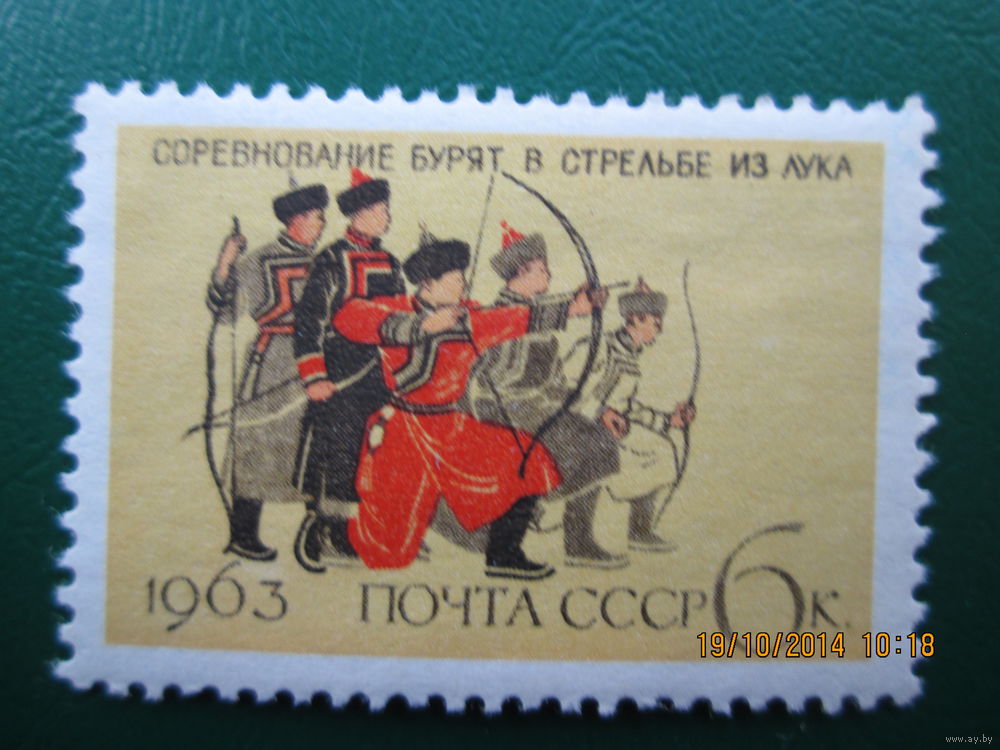 СОРЕВНОВАНИЕ БУРЯТ В СТРЕЛЬБЕ ИЗ ЛУКА
1963 ПОЧТА СССР 6 К.
19/10/2014 10:18
www.ay.by